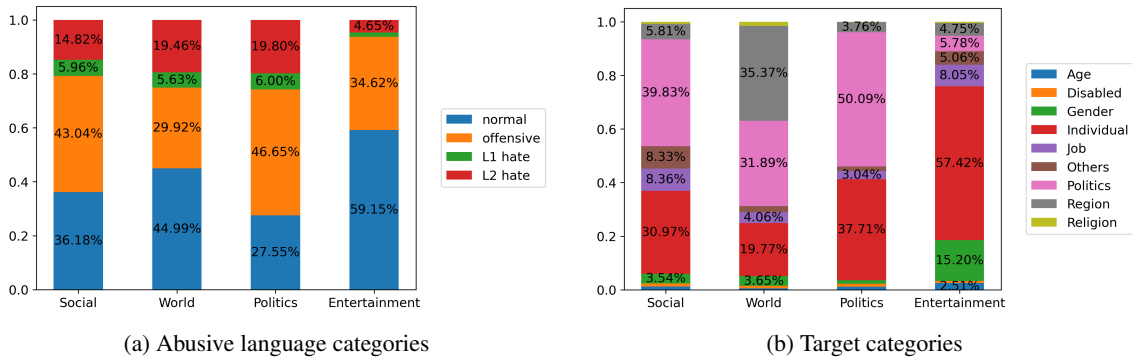 1.0
0.8
0.6
0.4
0.2
0.0
14.82%
5.96%
43.04%
36.18%
19.46%
5.63%
29.92%
44.99%
19.80%
6.00%
46.65%
27.55%
4.65%
34.62%
59.15%
Social
World
Politics
Entertainment
normal
offensive
L1 hate
L2 hate
(a) Abusive language categories
1.0
0.8
0.6
0.4
0.2
0.0
5.81%
39.83%
8.33%
8.36%
30.97%
3.54%
35.37%
31.89%
4.06%
19.77%
3.65%
3.76%
50.09%
3.04%
37.71%
4.75%
5.78%
5.06%
8.05%
57.42%
15.20%
2.51%
Social
World
Politics
Entertainment
Age
Disabled
Gender
Individual
Job
Others
Politics
Region
Religion
(b) Target categories